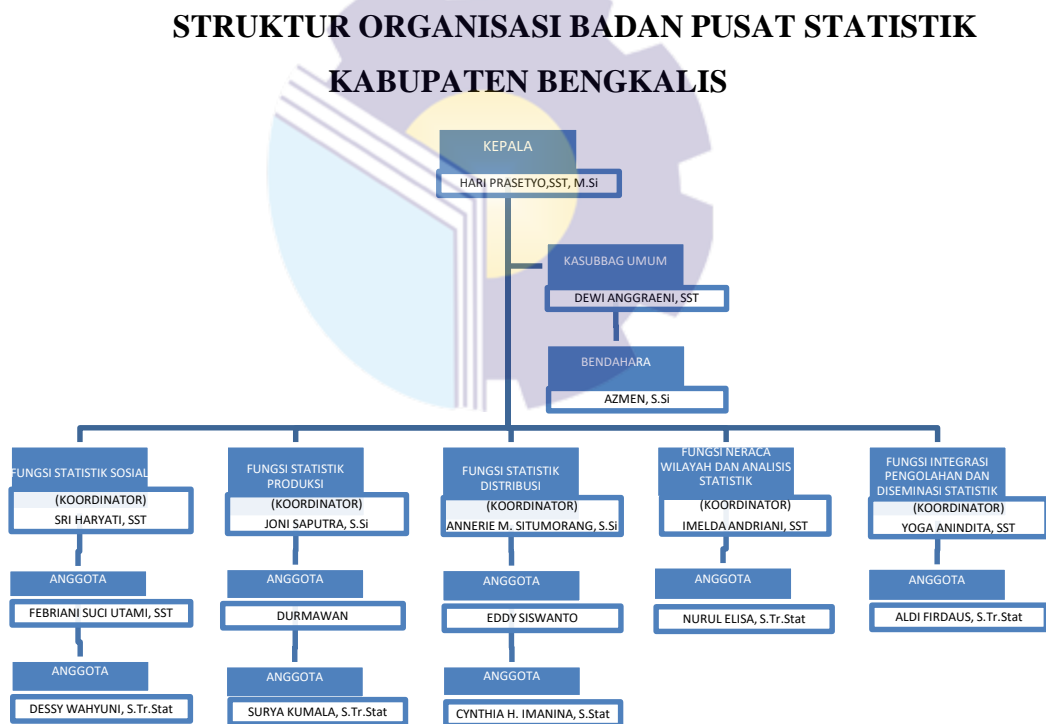 STRUKTUR ORGANISASI BADAN PUSAT STATISTIK
KABUPATEN BENGKALIS
KEPALA
HARI PRASETYO,SST, M.Si
KASUBBAG UMUM
DEWI ANGGRAENI, SST
BENDAHARA
AZMEN, S.Si
FUNGSI STATISTIK SOSIAL
(KOORDINATOR)
SRI HARYATI, SST
ANGGOTA
FEBRIANI SUCI UTAMI, SST
ANGGOTA
DESSY WAHYUNI, S.Tr.Stat
FUNGSI STATISTIK
PRODUKSI
(KOORDINATOR)
JONI SAPUTRA, S.Si
ANGGOTA
DURMAWAN
ANGGOTA
SURYA KUMALA, S.Tr.Stat
FUNGSI STATISTIK
DISTRIBUSI
(KOORDINATOR)
ANNERIE M. SITUMORANG, S.Si
ANGGOTA
EDDY SISWANTO
ANGGOTA
CYNTHIA H. IMANINA, S.Stat
FUNGSI NERACA
WILAYAH DAN ANALISIS
STATISTIK
(KOORDINATOR)
IMELDA ANDRIANI, SST
ANGGOTA
NURUL ELISA, S.Tr.Stat
FUNGSI INTEGRASI
PENGOLAHAN DAN
DISEMINASI STATISTIK
(KOORDINATOR)
YOGA ANINDITA, SST
ANGGOTA
ALDI FIRDAUS, S.Tr.Stat